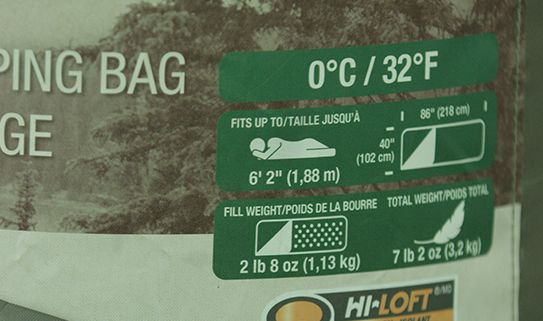 PING BAG
GE
0°C / 32°F
FITS UP TO/TAILLE JUSQU'À
6' 2" (1,88 m)
86" (218 cm)
40"
(102 cm)
FILL WEIGHT/POIDS DE LA BOURRE
2 lb 8 oz (1,13 kg)
TOTAL WEIGHT/POIDS TOTAL
7 lb 2 oz (3,2 kg)
HI-LOFT ®/MD